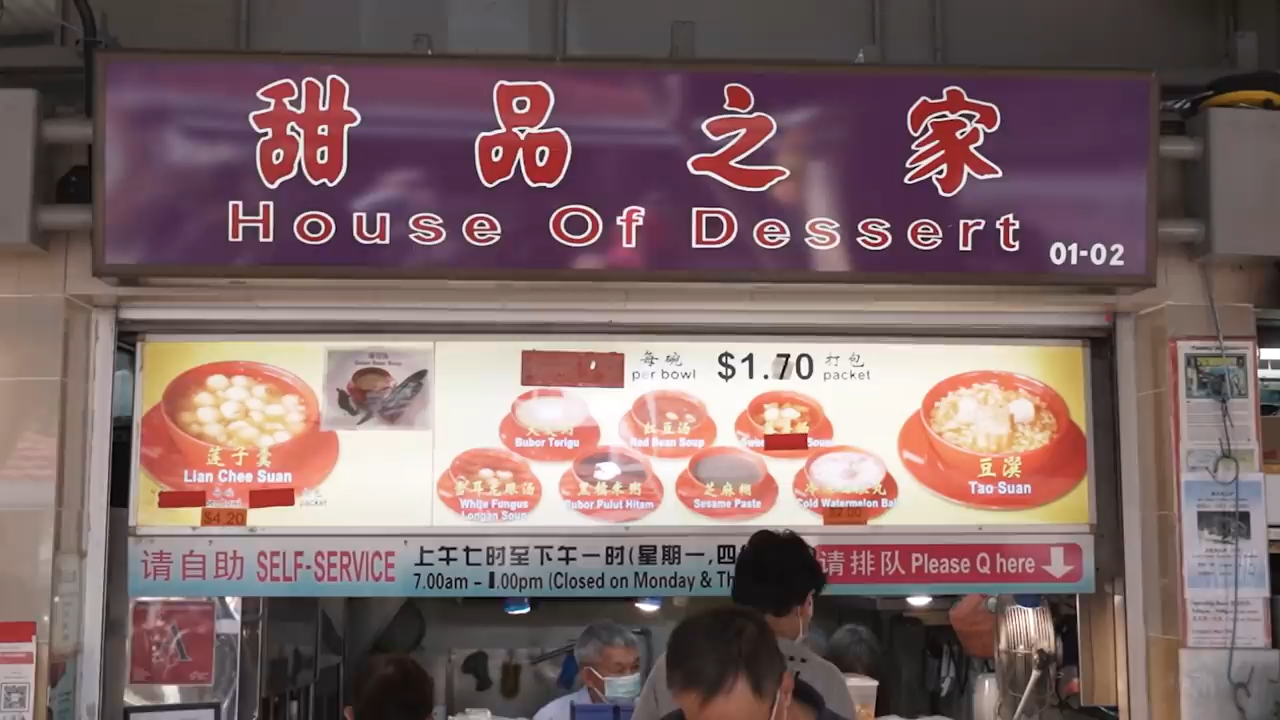 甜品之家
House Of Dessert
01-02
每碗 $1.70 打包
per bowl packet
莲子羹
Lian Chee Suan
packet
$4.20
Bubor Terigu
红豆汤
Red Bean Soup
雪耳龙眼汤
White Fungus
Longan Soup
黑糯米粥
Bubor Pulut Hitam
芝麻糊
Sesame Paste
Cold Watermelon Bal
豆漿
Tao Suan
请自助 SELF-SERVICE
上午七时至下午一时(星期一,四
7.00am - 1.00pm (Closed on Monday & Th
请排队 Please Q here
A